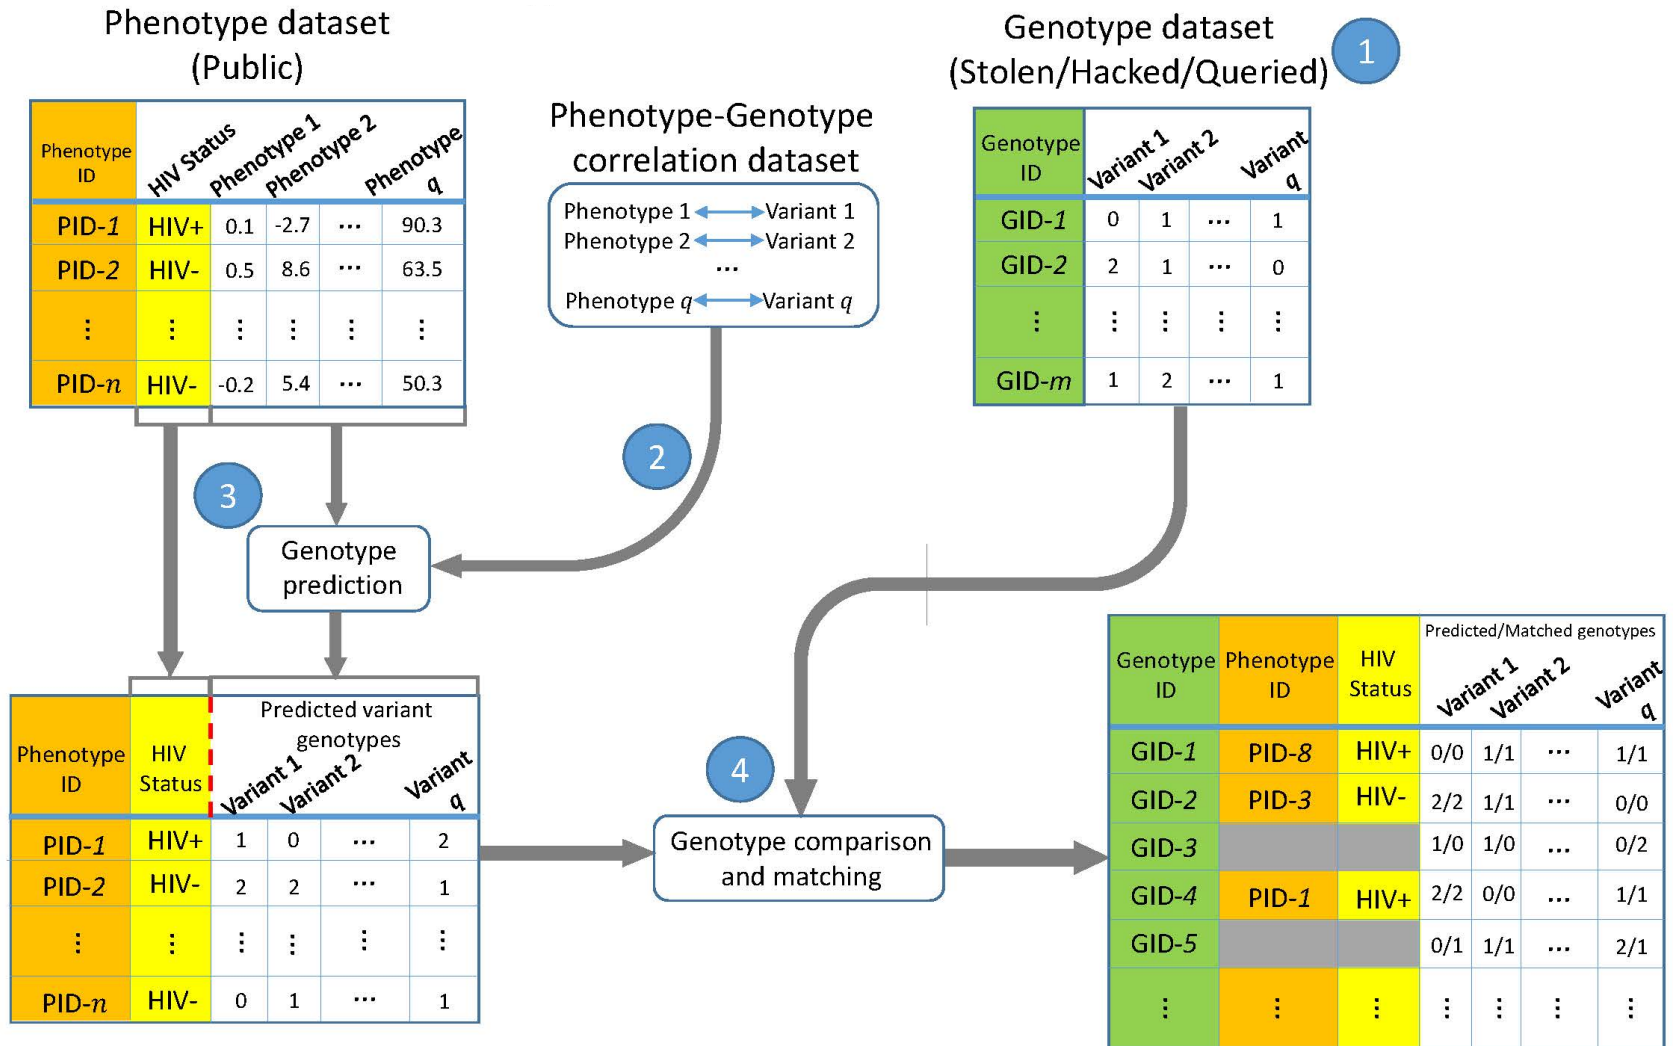 Phenotype dataset
(Public)
Genotype dataset
(Stolen/Hacked/Queried)
1
Phenotype
ID
HIV Status
Phenotype 1
Phenotype 2
Phenotype
q
PID-1 HIV+ 0.1 -2.7 ... 90.3
PID-2 HIV- 0.5 8.6 ... 63.5
⋮ ⋮ ⋮ ⋮ ⋮
PID-n HIV- -0.2 5.4 ... 50.3
Phenotype-Genotype
correlation dataset
Phenotype 1 Variant 1
Phenotype 2 Variant 2
...
Phenotype q Variant q
Genotype
ID
Variant 1
Variant 2
Variant
q
GID-1 0 1 ... 1
GID-2 2 1 ... 0
⋮ ⋮ ⋮ ⋮ ⋮
GID-m 1 2 ... 1
2
3
Genotype
prediction
Phenotype
ID
HIV
Status
Predicted variant
genotypes
Variant 1
Variant 2
Variant
q
PID-1 HIV+ 1 0 ... 2
PID-2 HIV- 2 2 ... 1
⋮ ⋮ ⋮ ⋮ ⋮ ⋮
PID-n HIV- 0 1 ... 1
4
Genotype comparison
and matching
Genotype
ID
Phenotype
ID
HIV
Status
Predicted/Matched genotypes
Variant 1
Variant 2
Variant
q
GID-1 PID-8 HIV+ 0/0 1/1 ... 1/1
GID-2 PID-3 HIV- 2/2 1/1 ... 0/0
GID-3 1/0 1/0 ... 0/2
GID-4 PID-1 HIV+ 2/2 0/0 ... 1/1
GID-5 0/1 1/1 ... 2/1
⋮ ⋮ ⋮ ⋮ ⋮ ⋮ ⋮